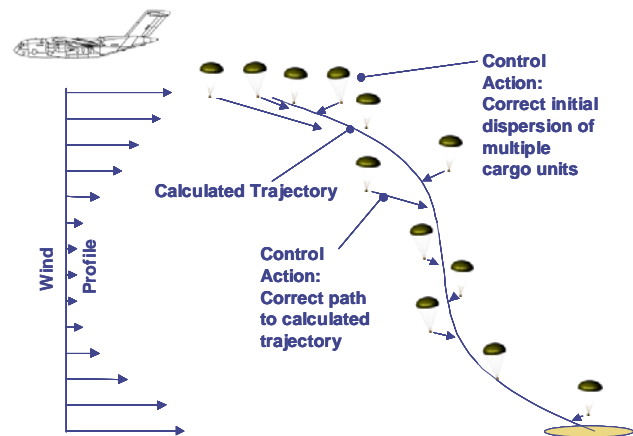 Control
Action:
Correct initial
dispersion of
multiple
cargo units
Calculated Trajectory
Control
Action:
Correct path
to calculated
trajectory
Wind
Profile